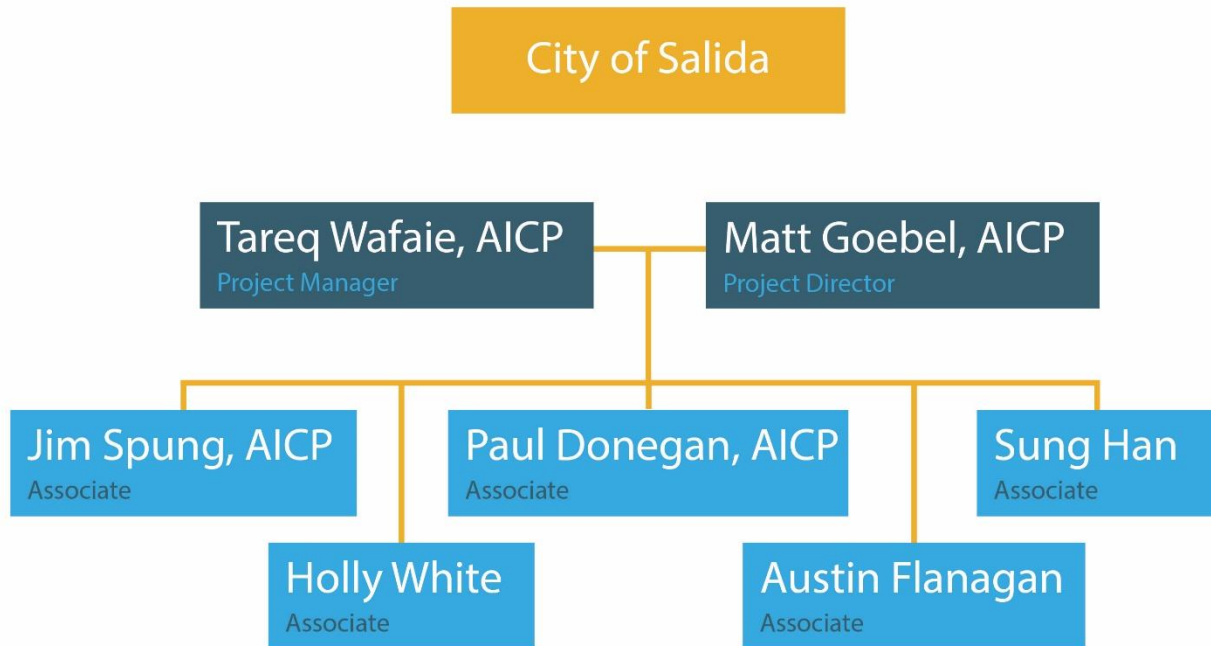 City of Salida
Tareq Wafaie, AICP
Project Manager
Matt Goebel, AICP
Project Director
Jim Spung, AICP
Associate
Paul Donegan, AICP
Associate
Sung Han
Associate
Holly White
Associate
Austin Flanagan
Associate